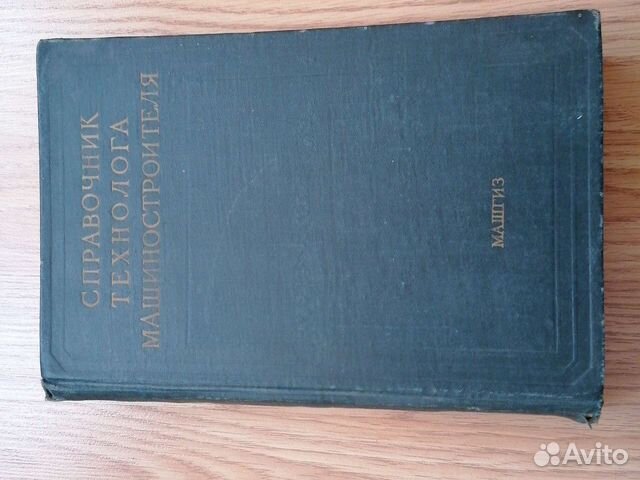 СПРАВОЧНИК
ТЕХНОЛОГА
МАШИНОСТРОИТЕЛЯ
МАШГИЗ
Avito